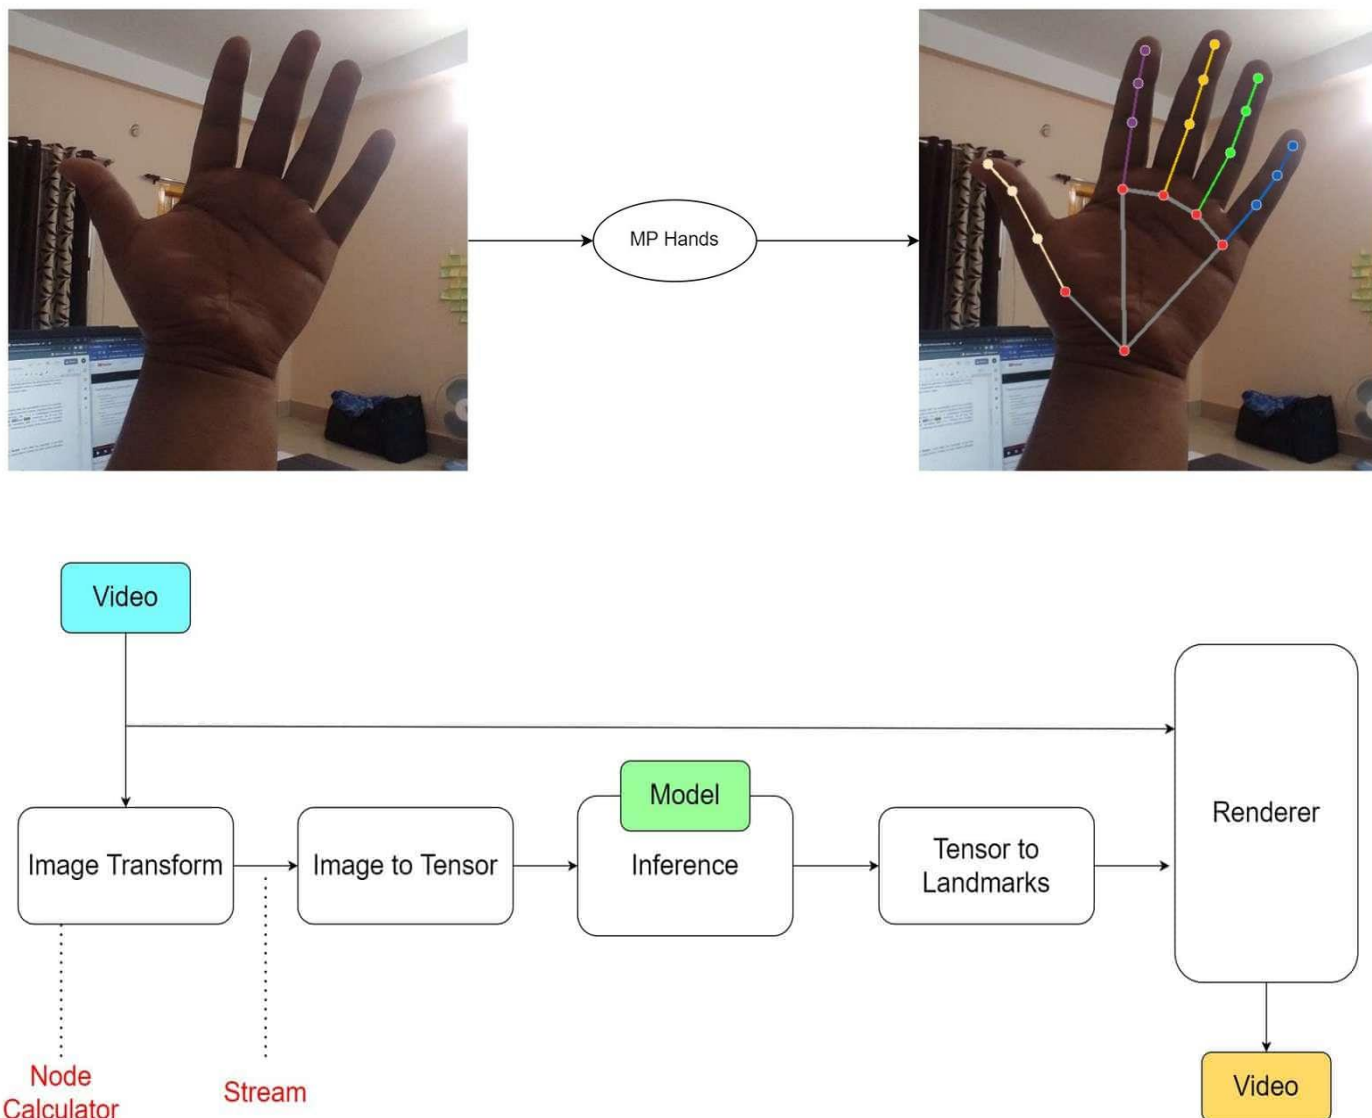 MP Hands
Video
Model
Image Transform
Image to Tensor
Inference
Tensor to
Landmarks
Renderer
Node
Calculator
Stream
Video